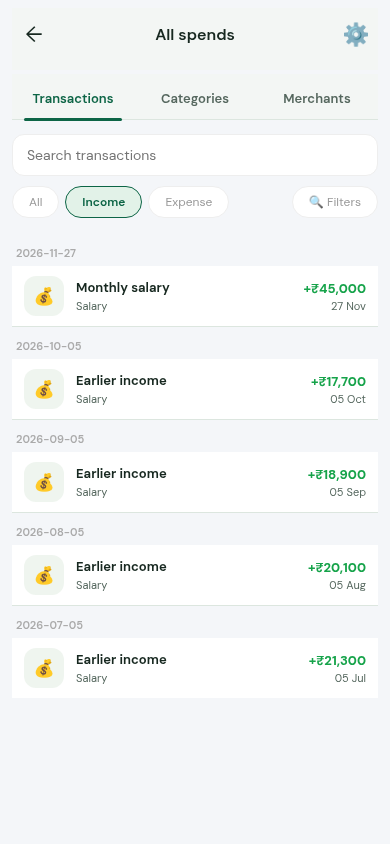 All spends
Transactions Categories Merchants
Search transactions
All Income Expense Filters
2026-11-27
Monthly salary +₹45,000
Salary 27 Nov
2026-10-05
Earlier income +₹17,700
Salary 05 Oct
2026-09-05
Earlier income +₹18,900
Salary 05 Sep
2026-08-05
Earlier income +₹20,100
Salary 05 Aug
2026-07-05
Earlier income +₹21,300
Salary 05 Jul